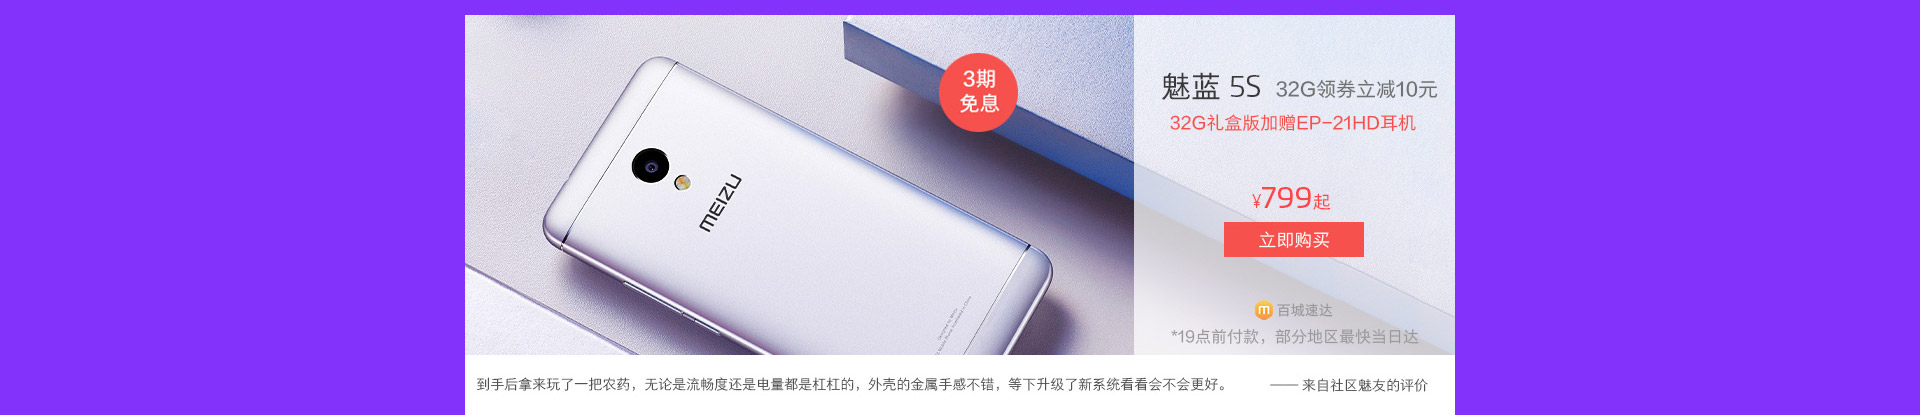 3期
免息
魅蓝 5S 32G领券立减10元
32G礼盒版加赠EP-21HD耳机
MEIZU
¥799起
立即购买
m 百城速达
*19点前付款，部分地区最快当日达
到手后拿来玩了一把农药，无论是流畅度还是电量都是杠杠的，外壳的金属手感不错，等下升级了新系统看看会不会更好。 —— 来自社区魅友的评价